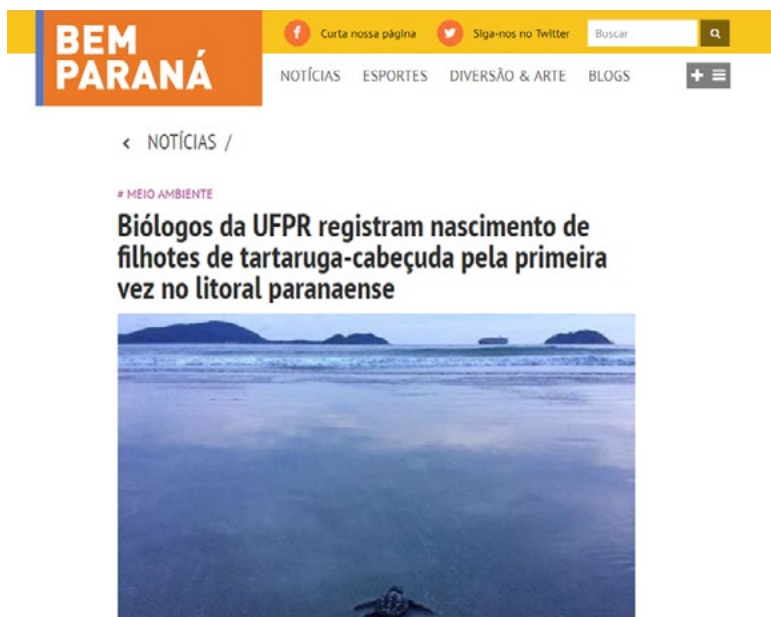 BEM
PARANÁ
Curta nossa página
Siga-nos no Twitter
Buscar
NOTÍCIAS ESPORTES DIVERSÃO & ARTE BLOGS
< NOTÍCIAS /
# MEIO AMBIENTE
Biólogos da UFPR registram nascimento de
filhotes de tartaruga-cabeçuda pela primeira
vez no litoral paranaense